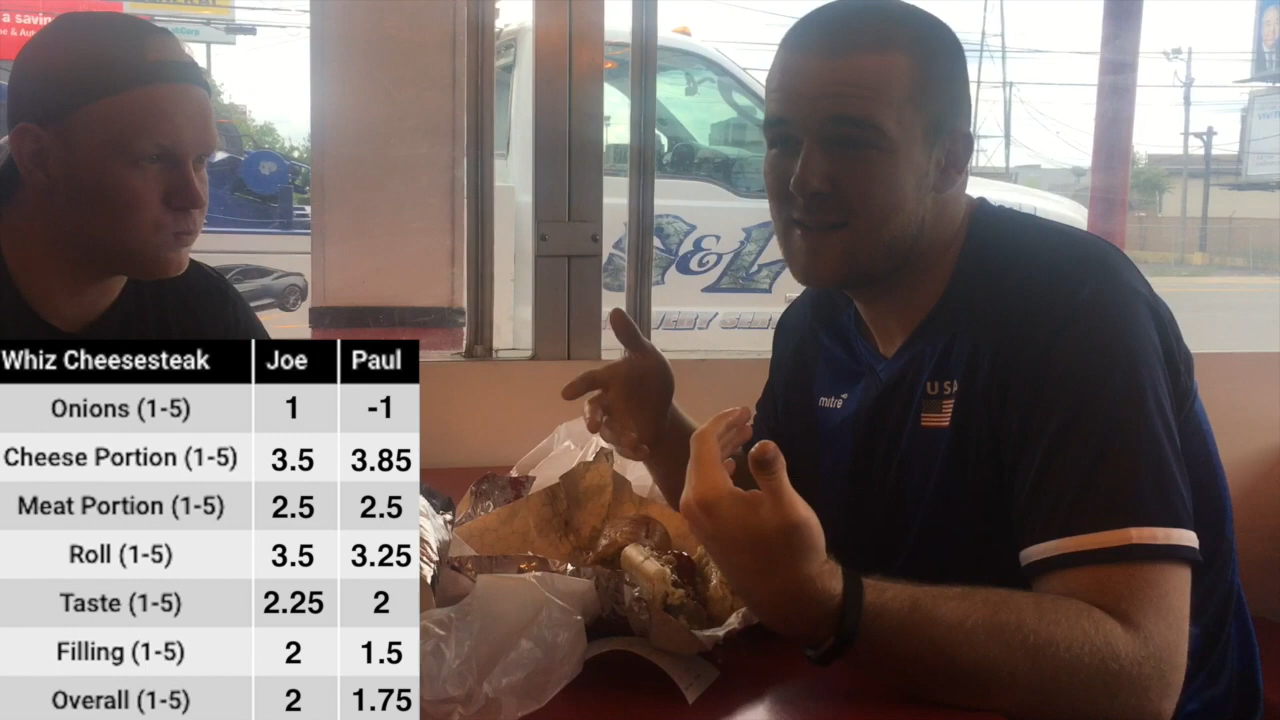 a savin
e & Aut
&
mitre
USA
Whiz Cheesesteak Joe Paul
Onions (1-5) 1 -1
Cheese Portion (1-5) 3.5 3.85
Meat Portion (1-5) 2.5 2.5
Roll (1-5) 3.5 3.25
Taste (1-5) 2.25 2
Filling (1-5) 2 1.5
Overall (1-5) 2 1.75